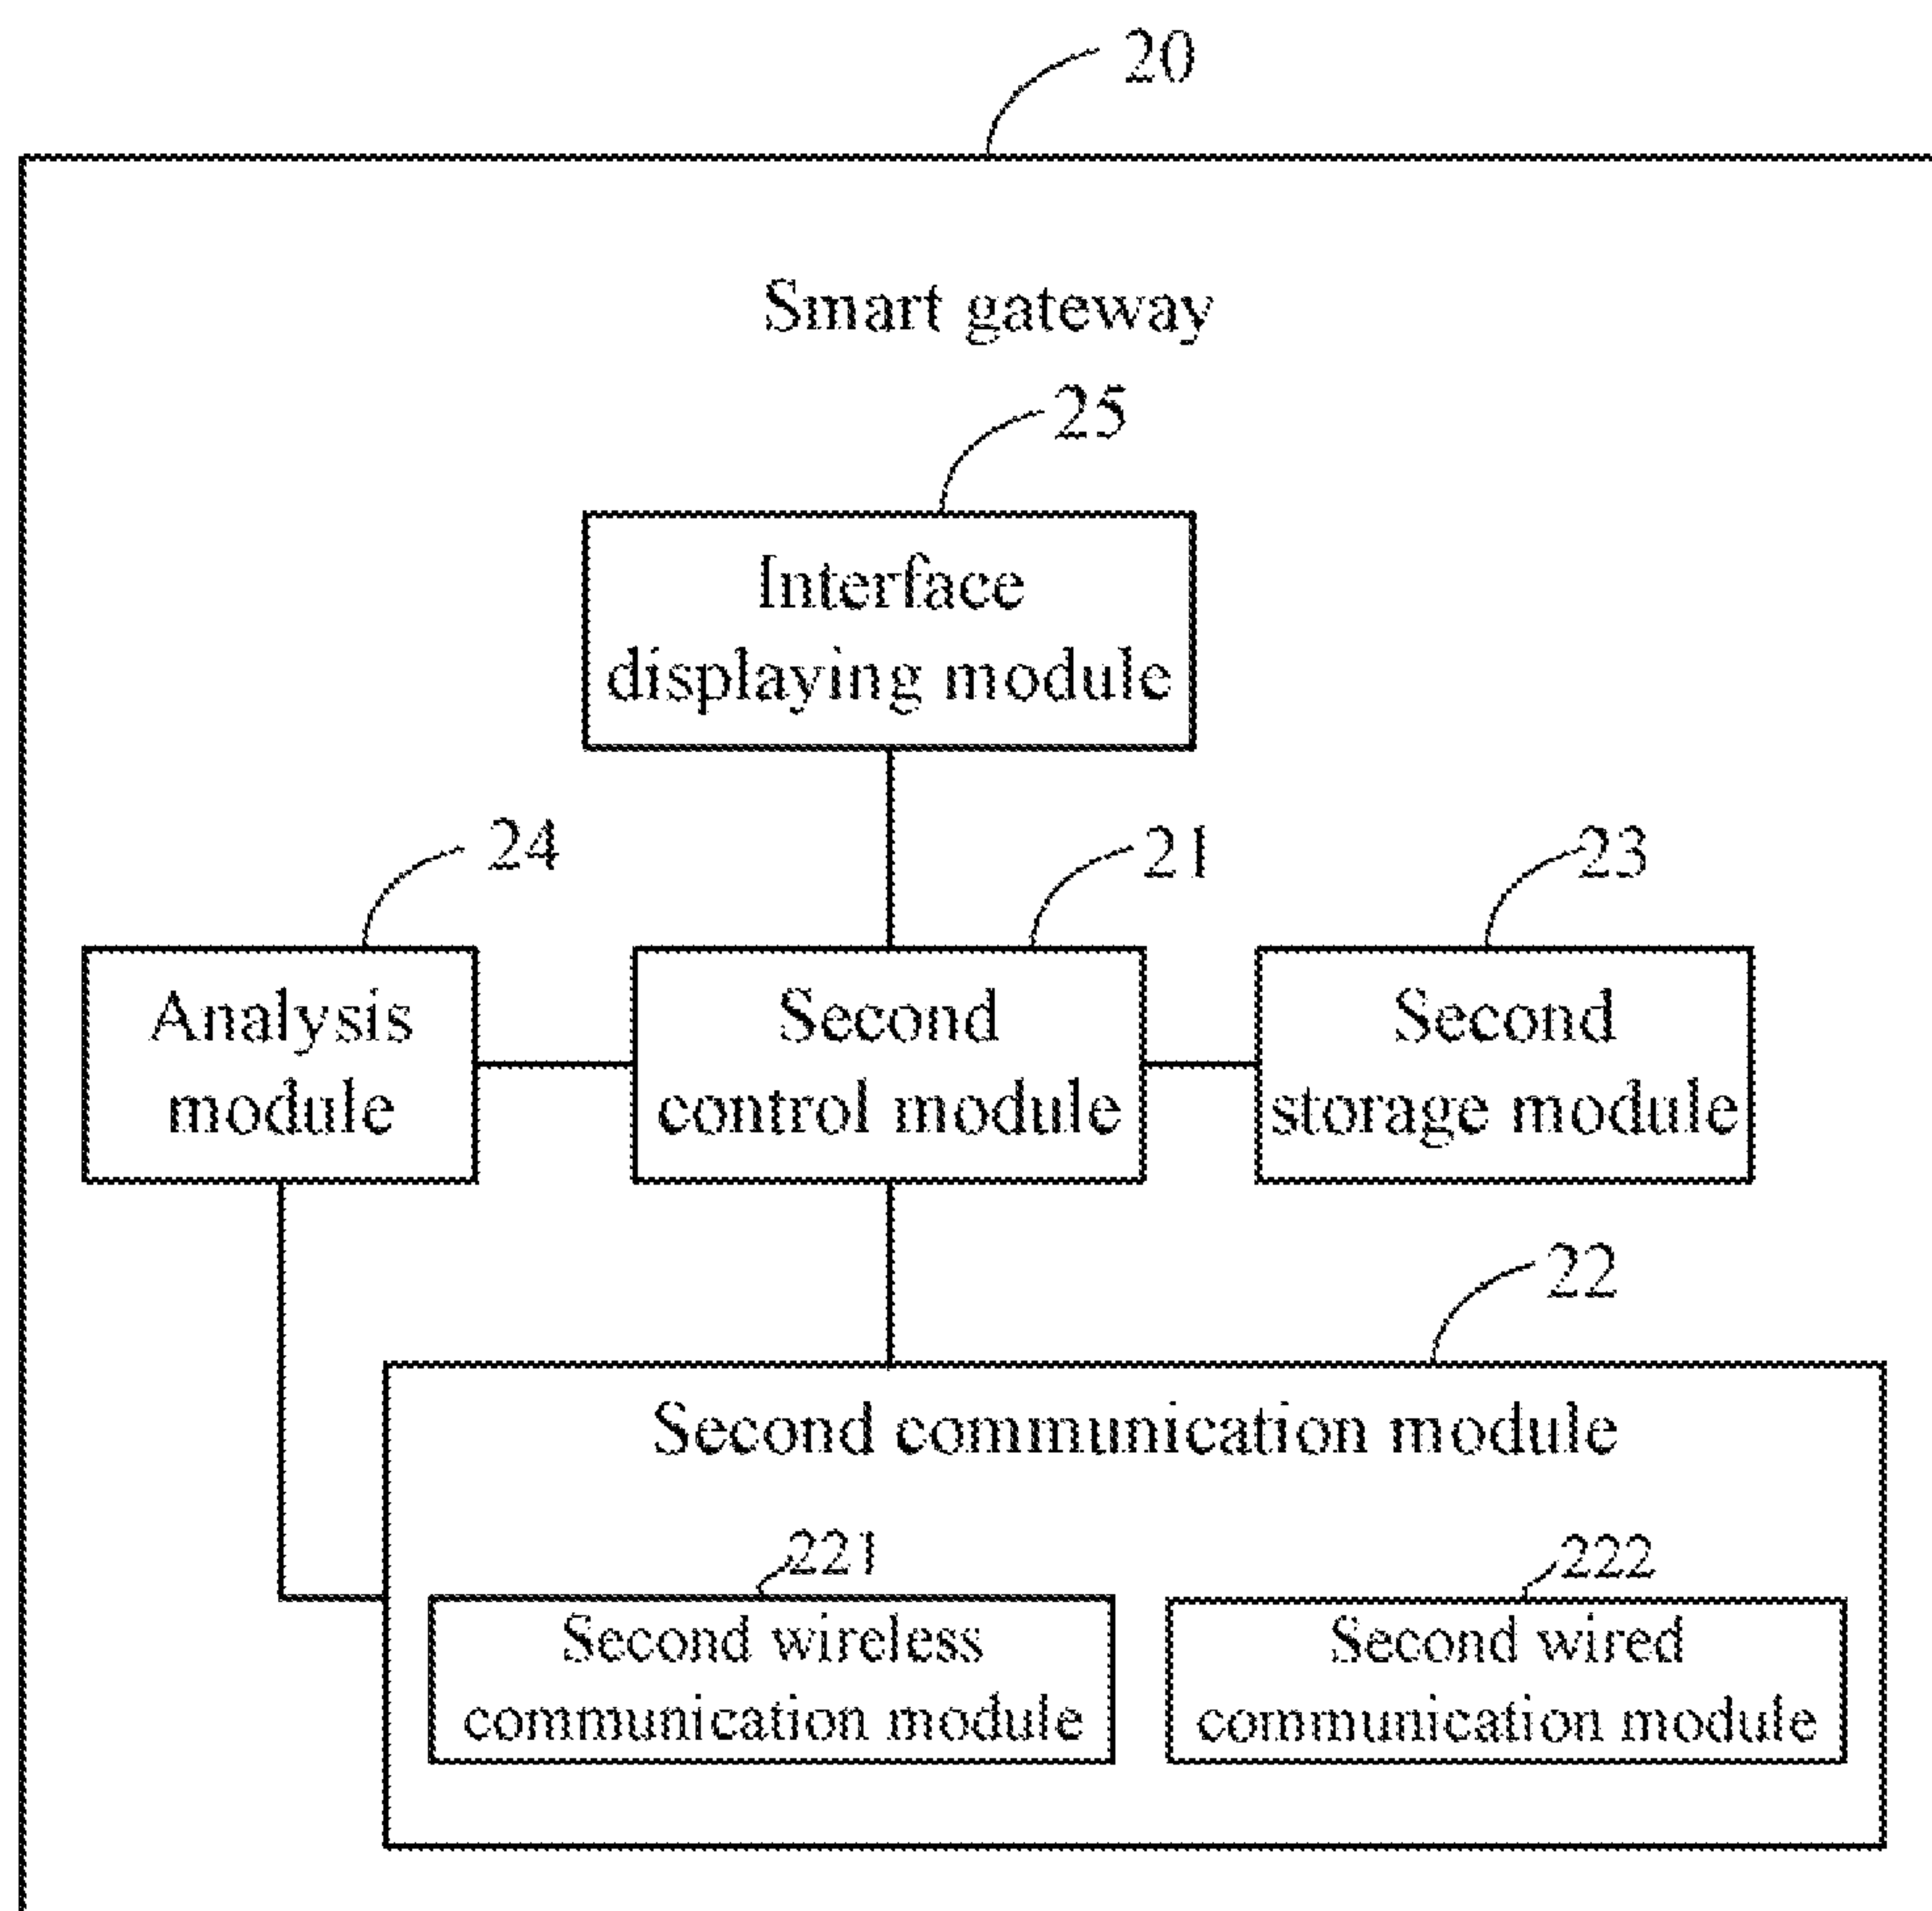 20
Smart gateway
25
Interface
displaying module
24
21
23
Analysis
module
Second
control module
Second
storage module
22
Second communication module
221
222
Second wireless
communication module
Second wired
communication module